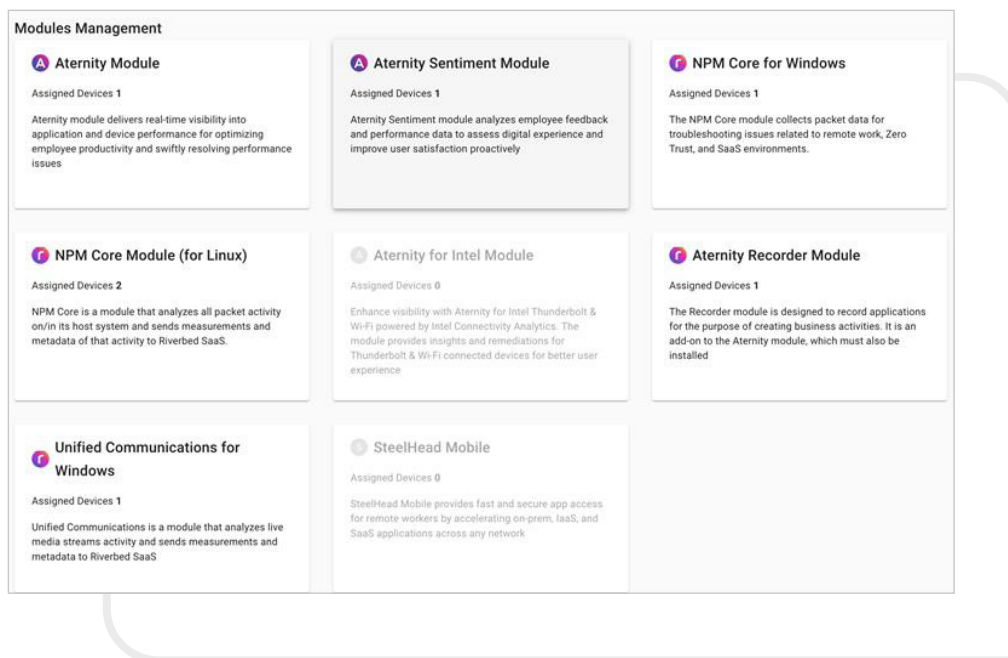 Modules Management
Aternity Module
Assigned Devices 1
Aternity module delivers real-time visibility into
application and device performance for optimizing
employee productivity and swiftly resolving performance
issues
Aternity Sentiment Module
Assigned Devices 1
Aternity Sentiment module analyzes employee feedback
and performance data to assess digital experience and
improve user satisfaction proactively
NPM Core for Windows
Assigned Devices 1
The NPM Core module collects packet data for
troubleshooting issues related to remote work, Zero
Trust, and SaaS environments.
NPM Core Module (for Linux)
Assigned Devices 2
NPM Core is a module that analyzes all packet activity
on/in its host system and sends measurements and
metadata of that activity to Riverbed SaaS.
Aternity for Intel Module
Assigned Devices 0
Enhance visibility with Aternity for Intel Thunderbolt &
Wi-Fi powered by Intel Connectivity Analytics. The
module provides insights and remediations for
Thunderbolt & Wi-Fi connected devices for better user
experience
Aternity Recorder Module
Assigned Devices 1
The Recorder module is designed to record applications
for the purpose of creating business activities. It is an
add-on to the Aternity module, which must also be
installed
Unified Communications for
Windows
Assigned Devices 1
Unified Communications is a module that analyzes live
media streams activity and sends measurements and
metadata to Riverbed SaaS
SteelHead Mobile
Assigned Devices 0
SteelHead Mobile provides fast and secure app access
for remote workers by accelerating on-prem, IaaS, and
SaaS applications across any network